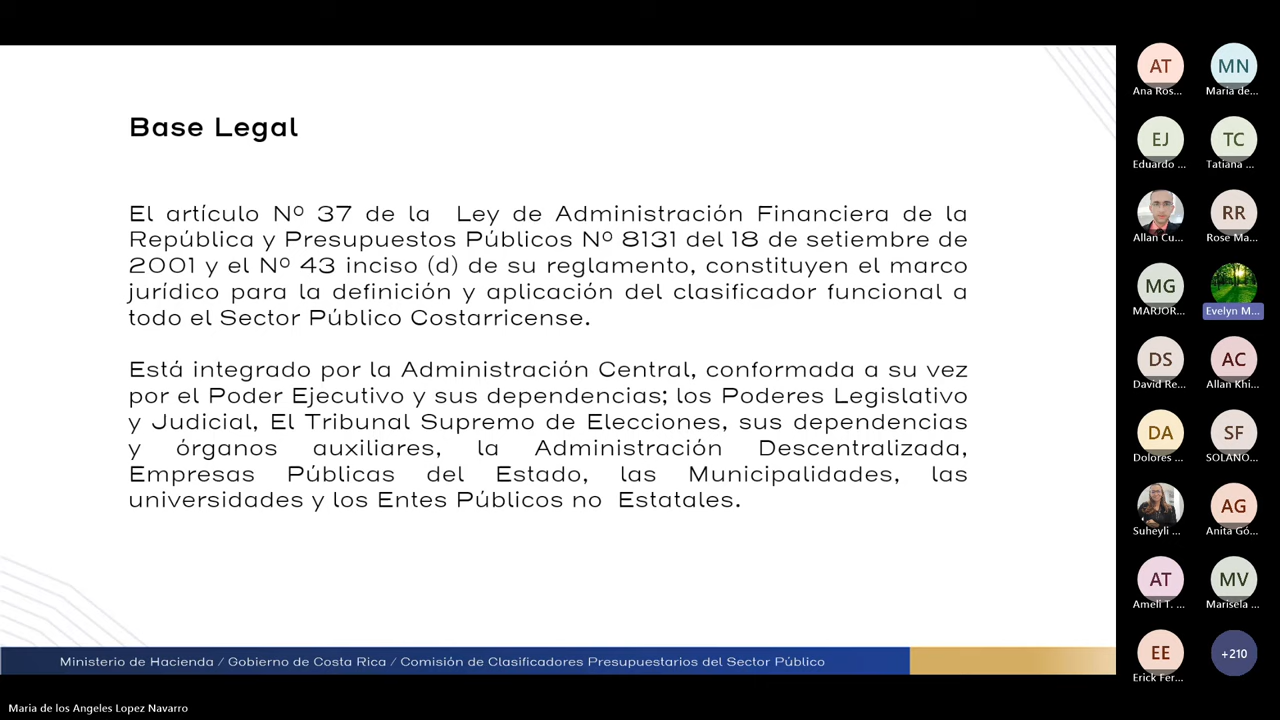 Base Legal
El artículo Nº 37 de la Ley de Administración Financiera de la
República y Presupuestos Públicos Nº 8131 del 18 de setiembre de
2001 y el Nº 43 inciso (d) de su reglamento, constituyen el marco
jurídico para la definición y aplicación del clasificador funcional a
todo el Sector Público Costarricense.
Está integrado por la Administración Central, conformada a su vez
por el Poder Ejecutivo y sus dependencias; los Poderes Legislativo
y Judicial, El Tribunal Supremo de Elecciones, sus dependencias
y órganos auxiliares, la Administración Descentralizada,
Empresas Públicas del Estado, las Municipalidades, las
universidades y los Entes Públicos no Estatales.
Ministerio de Hacienda / Gobierno de Costa Rica / Comisión de Clasificadores Presupuestarios del Sector Público
Maria de los Angeles Lopez Navarro
AT
Ana Ros...
MN
Maria de...
EJ
Eduardo ...
TC
Tatiana ...
Allan Cu...
RR
Rose Ma...
MG
MARJOR...
Evelyn M...
DS
David Re...
AC
Allan Khi...
DA
Dolores ...
SF
SOLANO...
Suheyli ...
AG
Anita Gó...
AT
Ameli T. ...
MV
Marisela ...
EE
Erick Fer...
+210